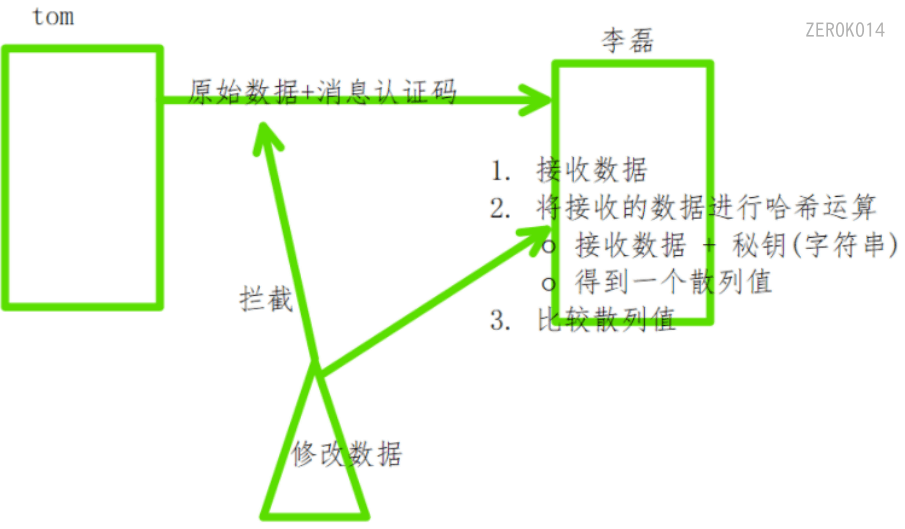 tom
ZEROK014
李磊
原始数据+消息认证码
1. 接收数据
2. 将接收的数据进行哈希运算
o 接收数据 + 秘钥(字符串)
o 得到一个散列值
3. 比较散列值
拦截
修改数据